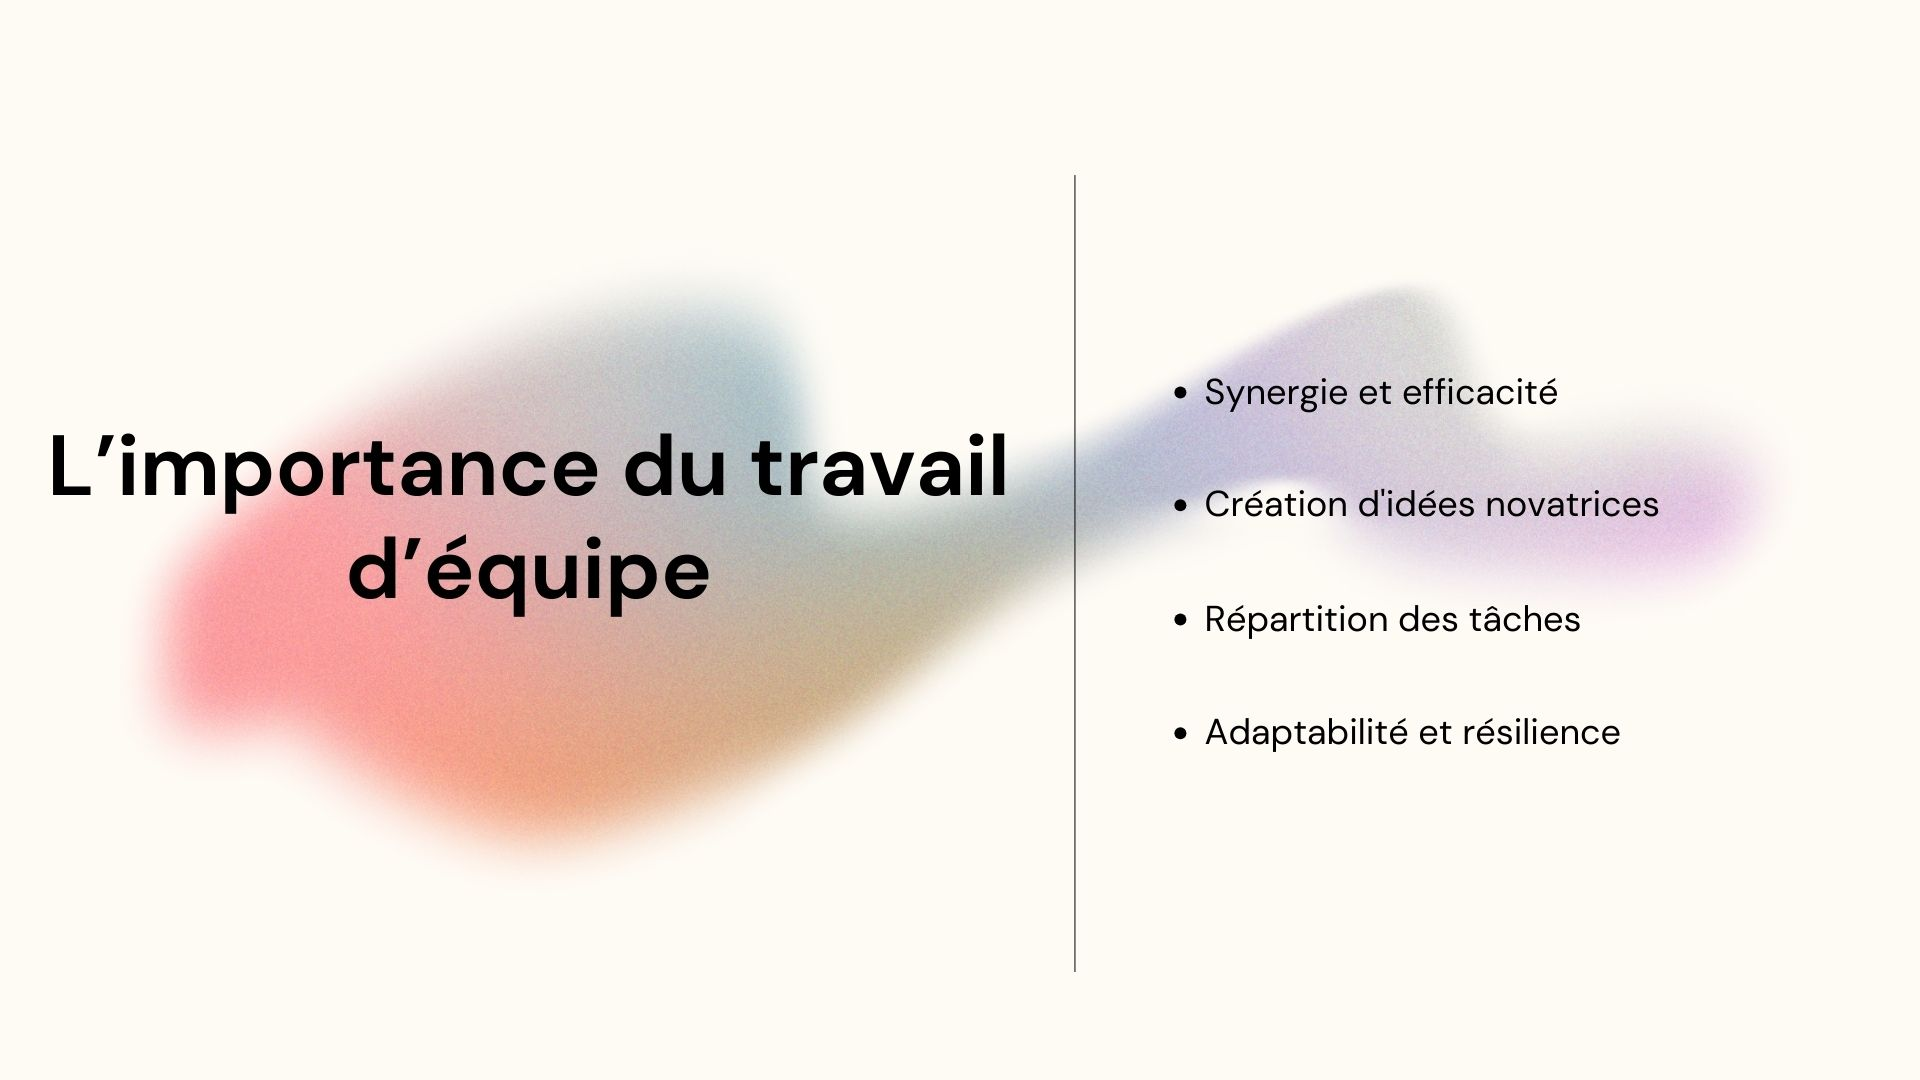 L’importance du travail
d’équipe
• Synergie et efficacité
• Création d'idées novatrices
• Répartition des tâches
• Adaptabilité et résilience